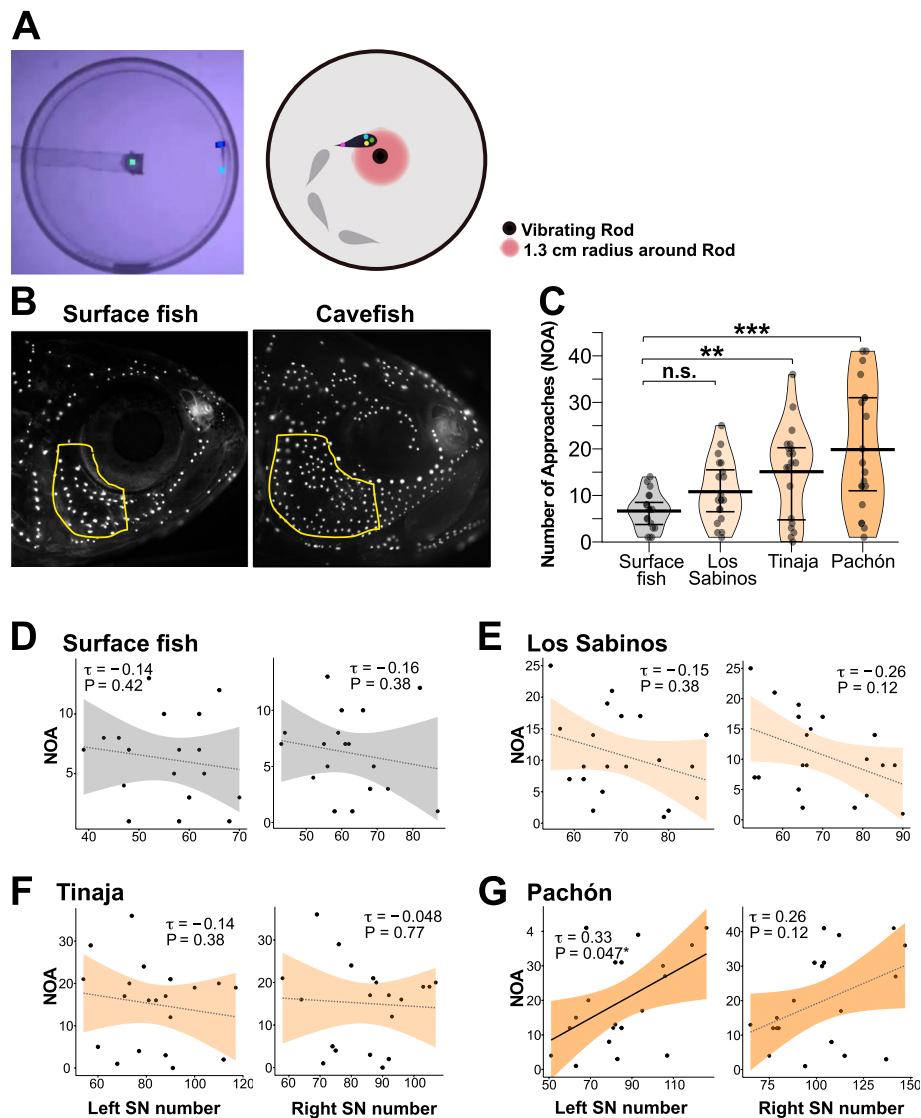 A
Vibrating Rod
1.3 cm radius around Rod
B
Surface fish
Cavefish
C
Number of Approaches (NOA)
40
30
20
10
0
n.s.
**
***
Surface
fish
Los
Sabinos
Tinaja
Pachón
D
Surface fish
τ = −0.14
P = 0.42
NOA
10
5
40
50
60
70
τ = −0.16
P = 0.38
10
5
0
50
60
70
80
E
Los Sabinos
τ = −0.15
P = 0.38
NOA
25
20
15
10
5
0
60
70
80
τ = −0.26
P = 0.12
25
20
15
10
5
0
60
70
80
90
F
Tinaja
τ = −0.14
P = 0.38
NOA
30
20
10
0
60
80
100
120
Left SN number
τ = −0.048
P = 0.77
30
20
10
0
60
70
80
90
100
Right SN number
G
Pachón
τ = 0.33
P = 0.047*
NOA
40
30
20
10
0
50
70
90
110
130
Left SN number
τ = 0.26
P = 0.12
40
30
20
10
0
75
100
125
150
Right SN number